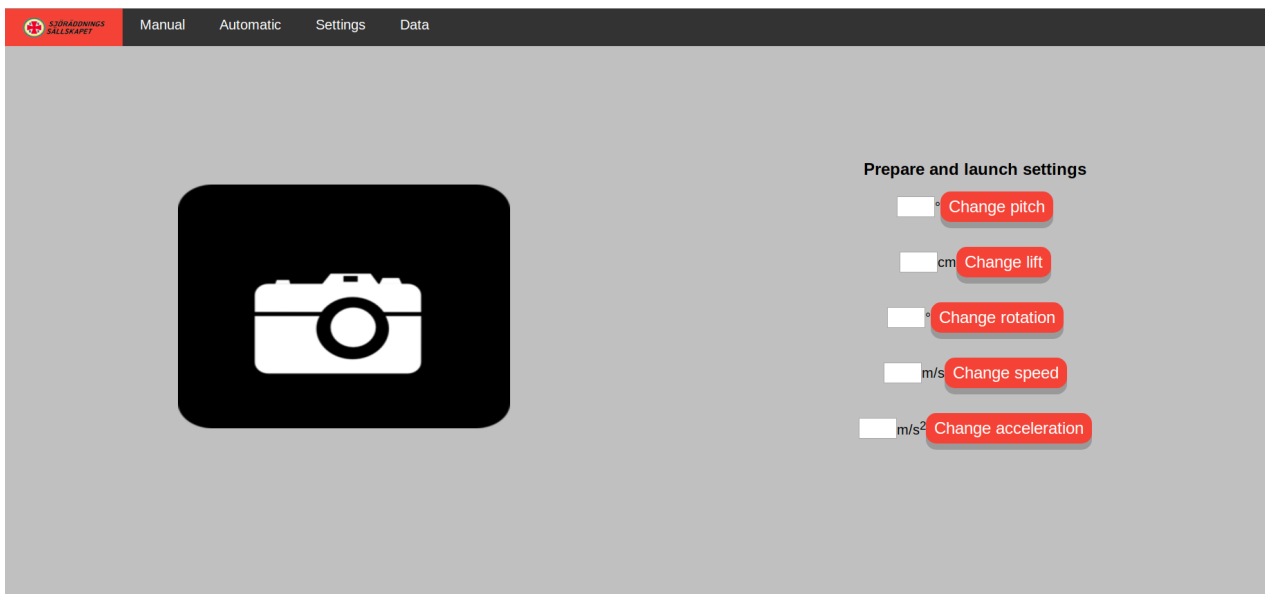 SJÖRÄDDNINGS
SÄLLSKAPET
Manual Automatic Settings Data
Prepare and launch settings
° Change pitch
cm Change lift
° Change rotation
m/s Change speed
m/s² Change acceleration